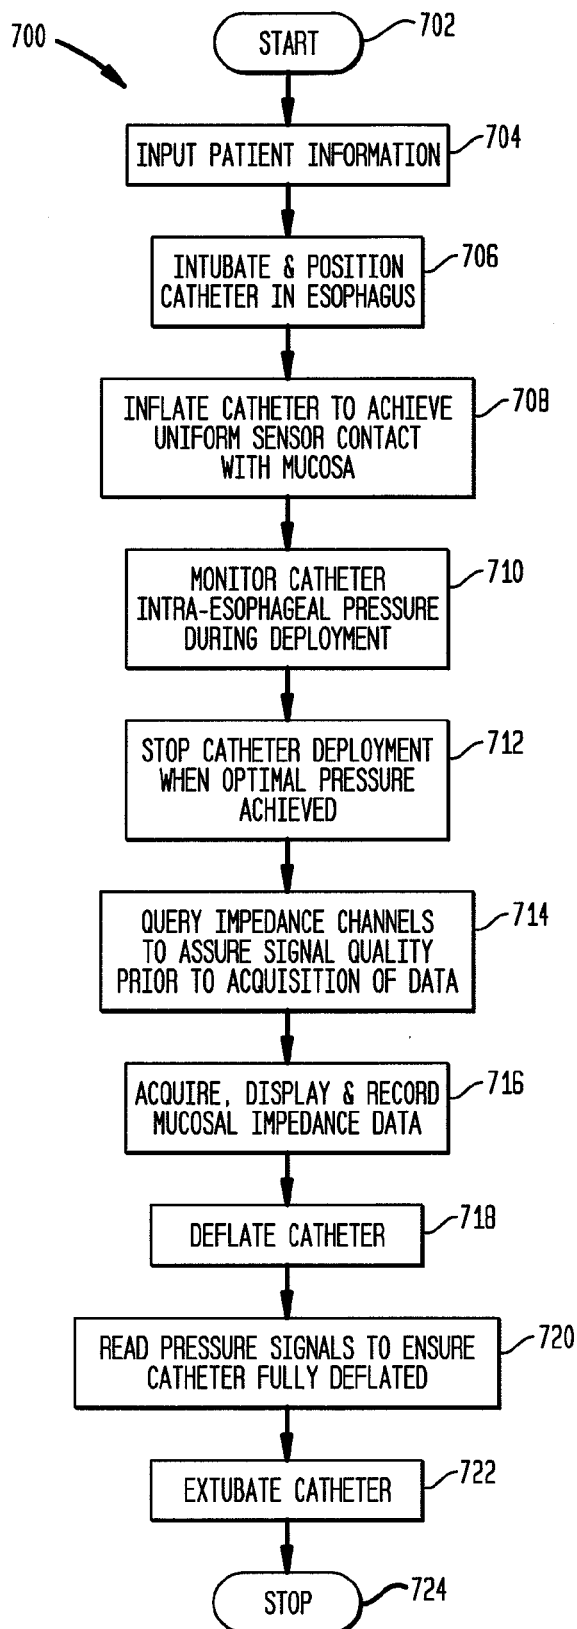 700
START
702
INPUT PATIENT INFORMATION
704
INTUBATE & POSITION
CATHETER IN ESOPHAGUS
706
INFLATE CATHETER TO ACHIEVE
UNIFORM SENSOR CONTACT
WITH MUCOSA
708
MONITOR CATHETER
INTRA-ESOPHAGEAL PRESSURE
DURING DEPLOYMENT
710
STOP CATHETER DEPLOYMENT
WHEN OPTIMAL PRESSURE
ACHIEVED
712
QUERY IMPEDANCE CHANNELS
TO ASSURE SIGNAL QUALITY
PRIOR TO ACQUISITION OF DATA
714
ACQUIRE, DISPLAY & RECORD
MUCOSAL IMPEDANCE DATA
716
DEFLATE CATHETER
718
READ PRESSURE SIGNALS TO ENSURE
CATHETER FULLY DEFLATED
720
EXTUBATE CATHETER
722
STOP
724